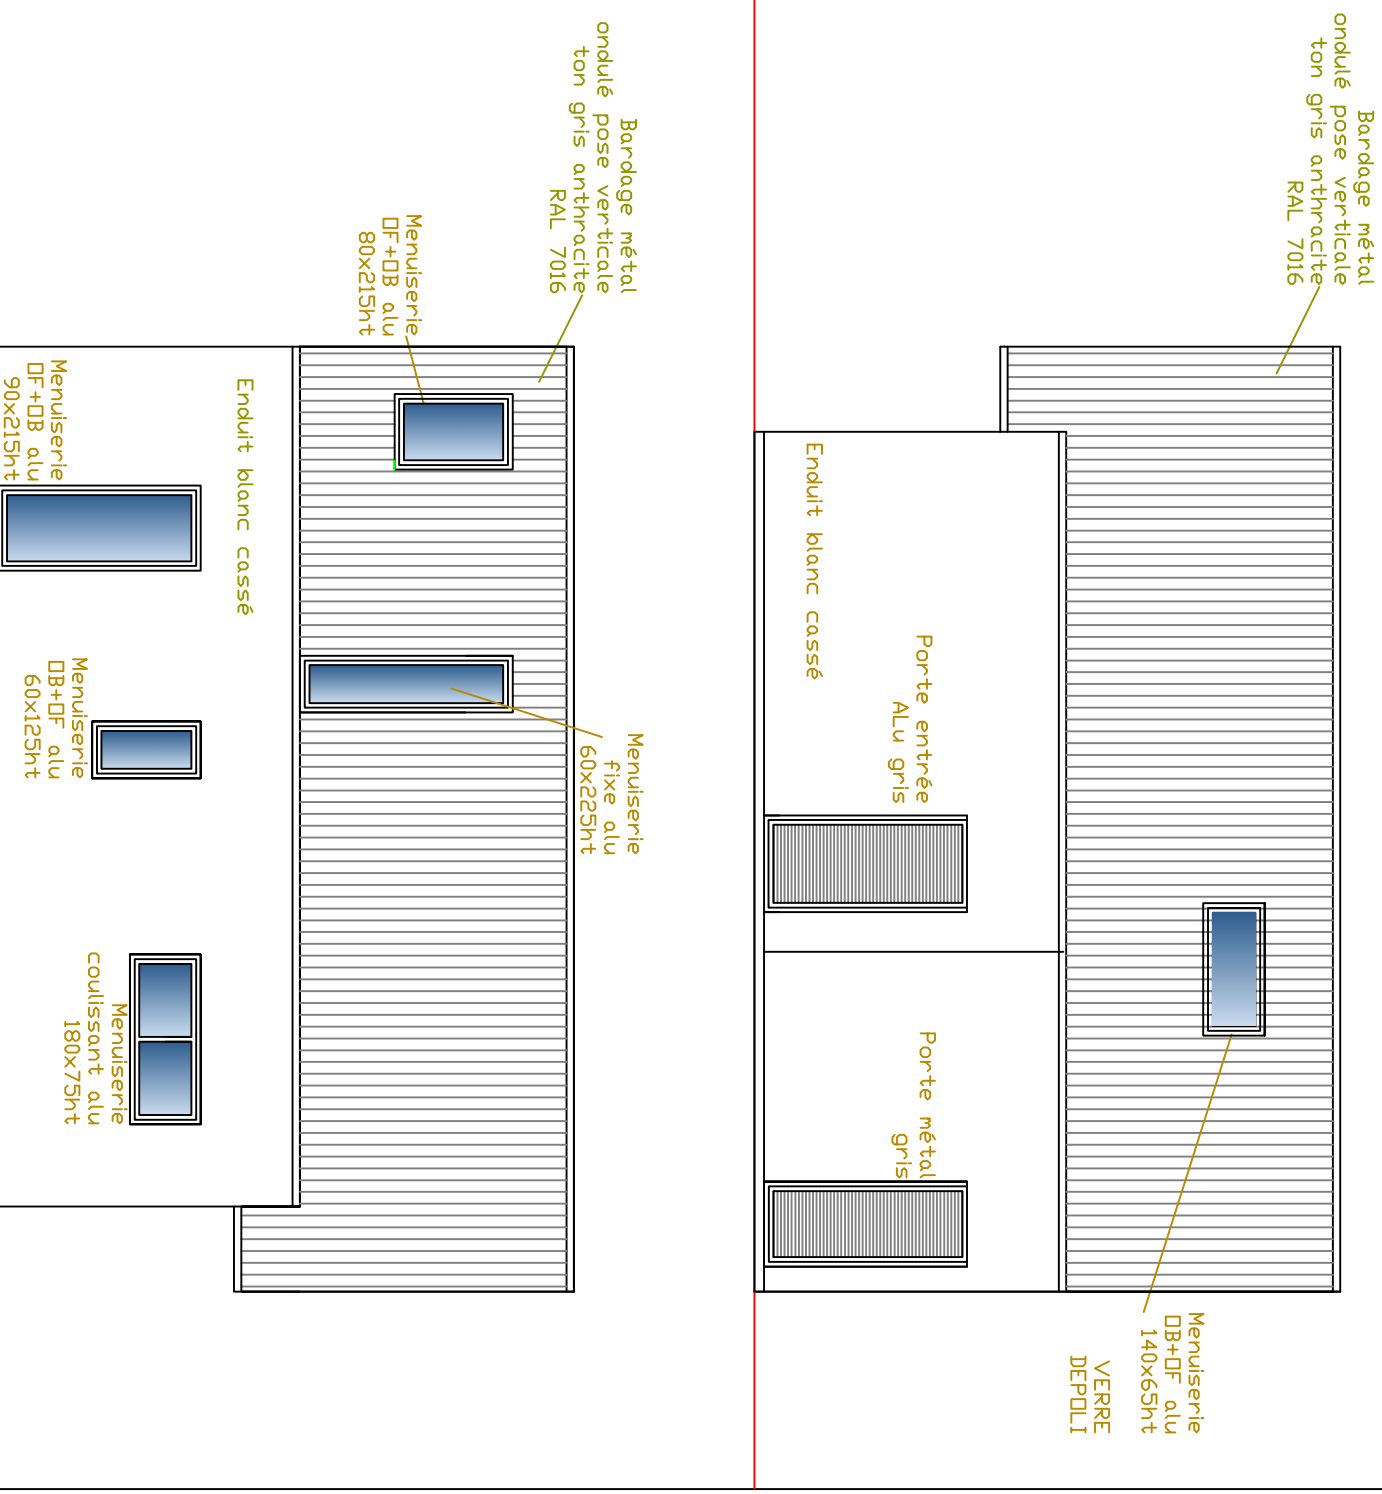 Bardage métal
ondulé pose verticale
ton gris anthracite
RAL 7016
Enduit blanc cassé
Porte entrée
ALu gris
Porte métal
gris
Menuiserie
OB+OF alu
140x65ht
VERRE
DEPOLI
Bardage métal
ondulé pose verticale
ton gris anthracite
RAL 7016
Menuiserie
OF+OB alu
80x215ht
Menuiserie
fixe alu
60x225ht
Enduit blanc cassé
Menuiserie
OF+OB alu
90x215ht
Menuiserie
OB+OF alu
60x125ht
Menuiserie
coulissant alu
180x75ht